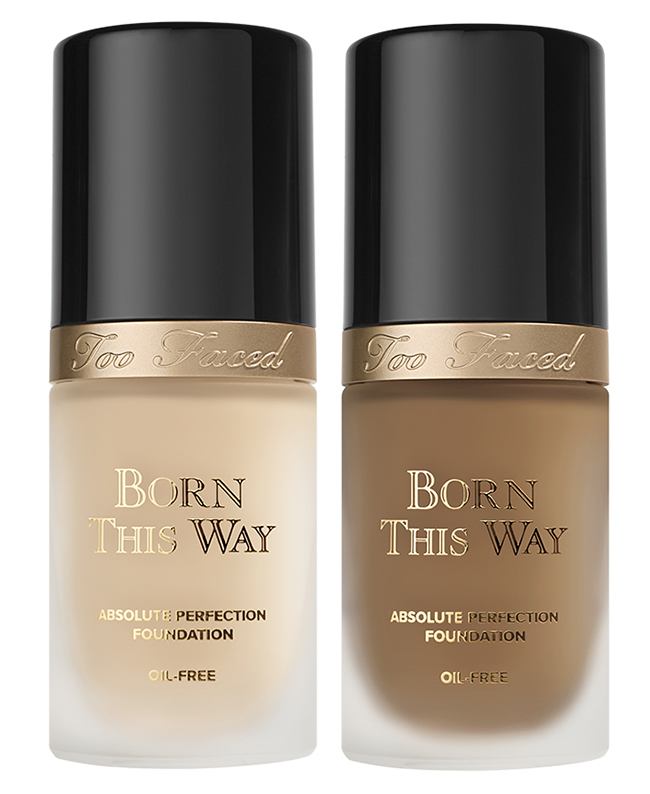 Too Faced
BORN
THIS WAY
ABSOLUTE PERFECTION
FOUNDATION
OIL-FREE
Too Faced
BORN
THIS WAY
ABSOLUTE PERFECTION
FOUNDATION
OIL-FREE